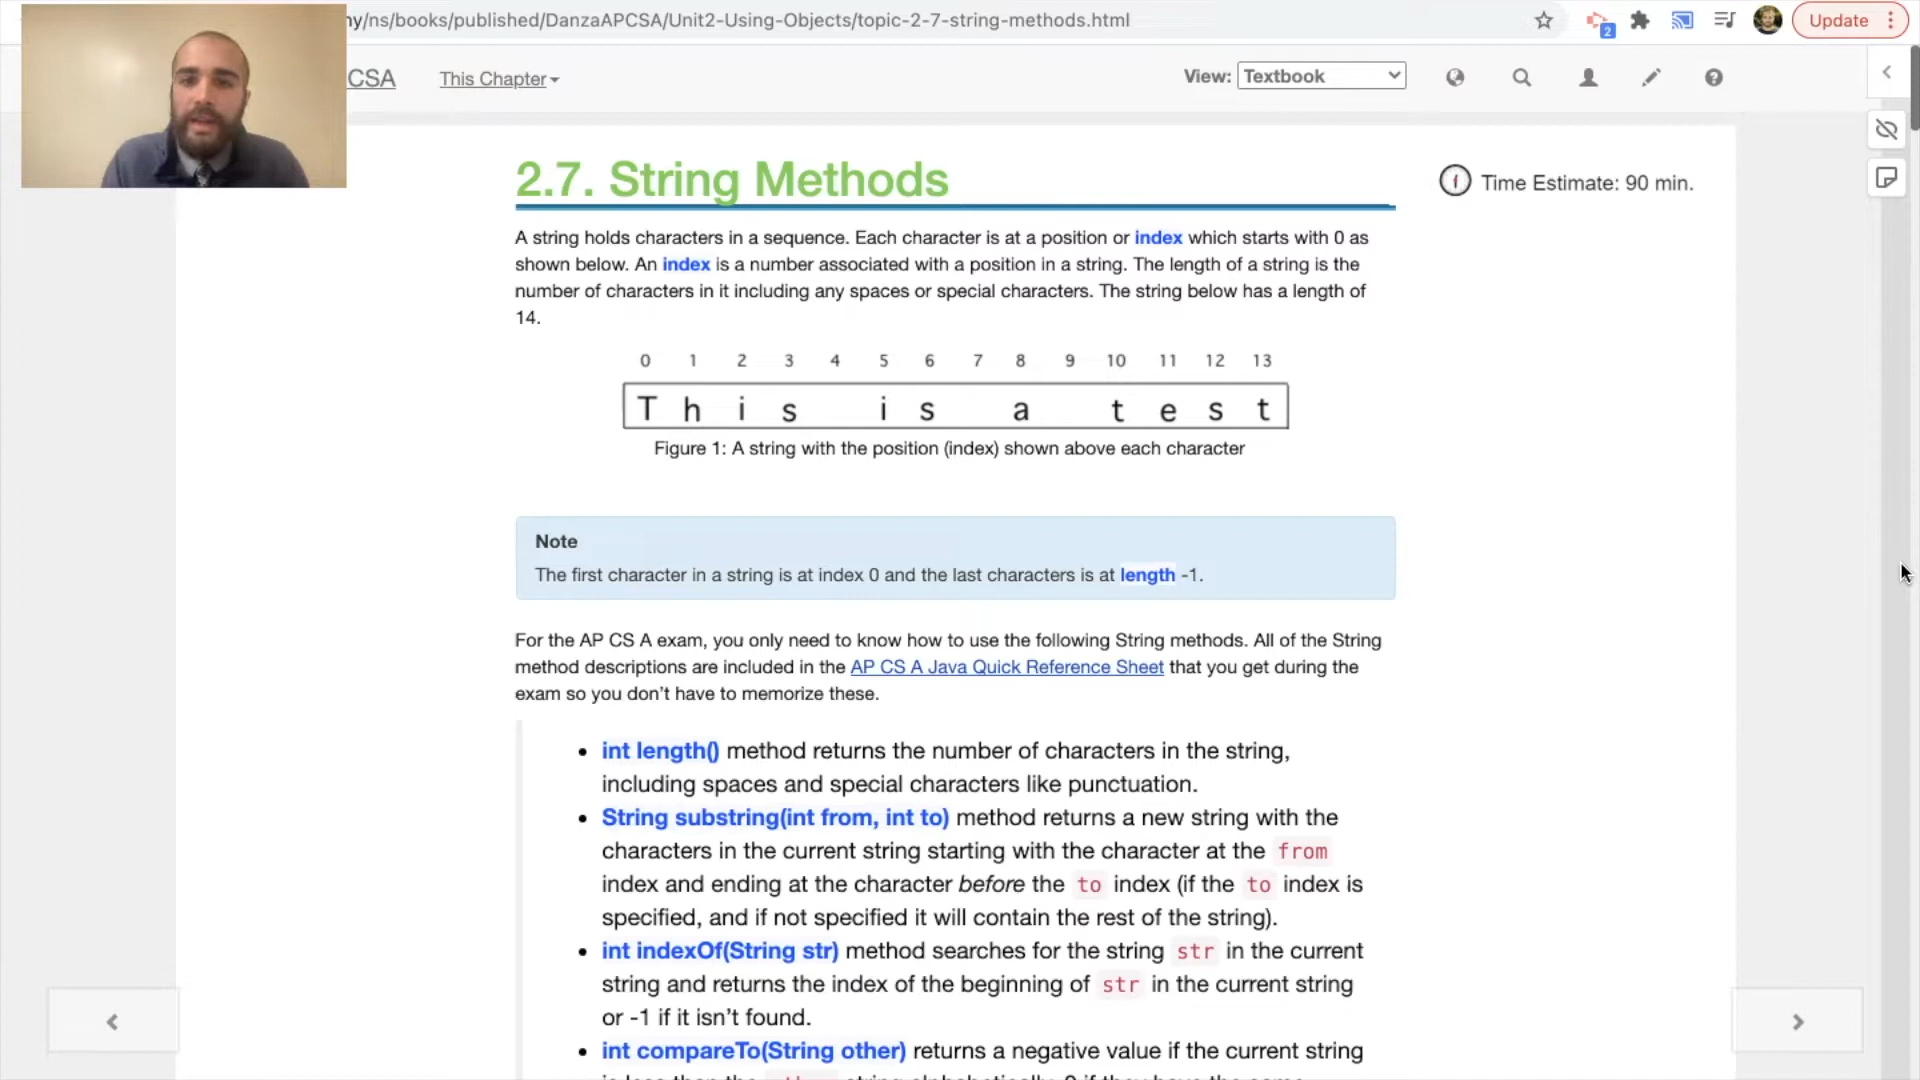 ny/ns/books/published/DanzaAPCSA/Unit2-Using-Objects/topic-2-7-string-methods.html
2
Update
CSA
This Chapter
View:
Textbook
2.7. String Methods
Time Estimate: 90 min.
A string holds characters in a sequence. Each character is at a position or index which starts with 0 as
shown below. An index is a number associated with a position in a string. The length of a string is the
number of characters in it including any spaces or special characters. The string below has a length of
14.
0 1 2 3 4 5 6 7 8 9 10 11 12 13
T h i s i s a t e s t
Figure 1: A string with the position (index) shown above each character
Note
The first character in a string is at index 0 and the last characters is at length -1.
For the AP CS A exam, you only need to know how to use the following String methods. All of the String
method descriptions are included in the AP CS A Java Quick Reference Sheet that you get during the
exam so you don’t have to memorize these.
• int length() method returns the number of characters in the string,
including spaces and special characters like punctuation.
• String substring(int from, int to) method returns a new string with the
characters in the current string starting with the character at the from
index and ending at the character before the to index (if the to index is
specified, and if not specified it will contain the rest of the string).
• int indexOf(String str) method searches for the string str in the current
string and returns the index of the beginning of str in the current string
or -1 if it isn’t found.
• int compareTo(String other) returns a negative value if the current string